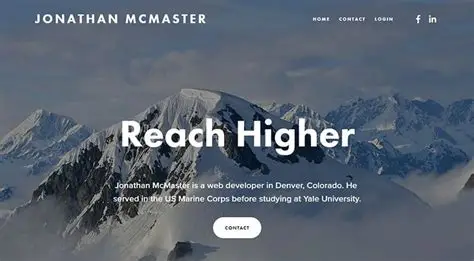 JONATHAN MCMASTER
HOME CONTACT LOGIN
Reach Higher
Jonathan McMaster is a web developer in Denver, Colorado. He
served in the US Marine Corps before studying at Yale University.
CONTACT